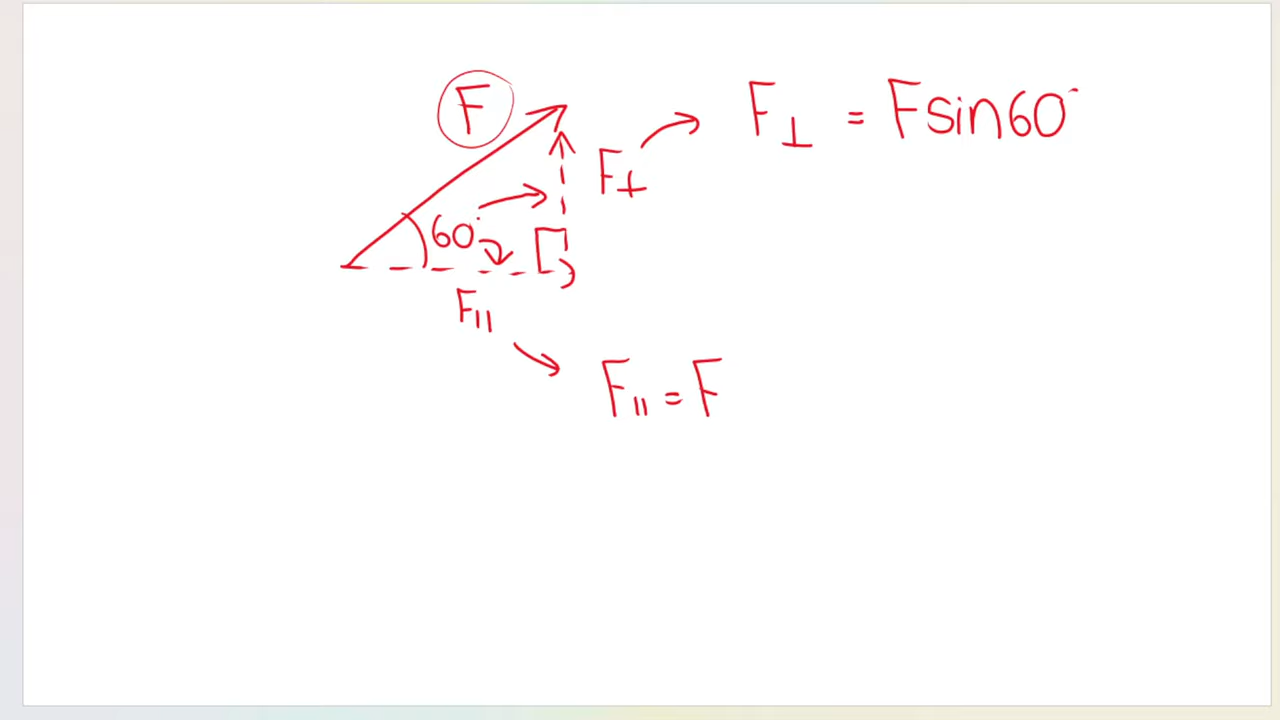 F
F⊥ = Fsin60°
F⊥
60°
F||
F|| = F